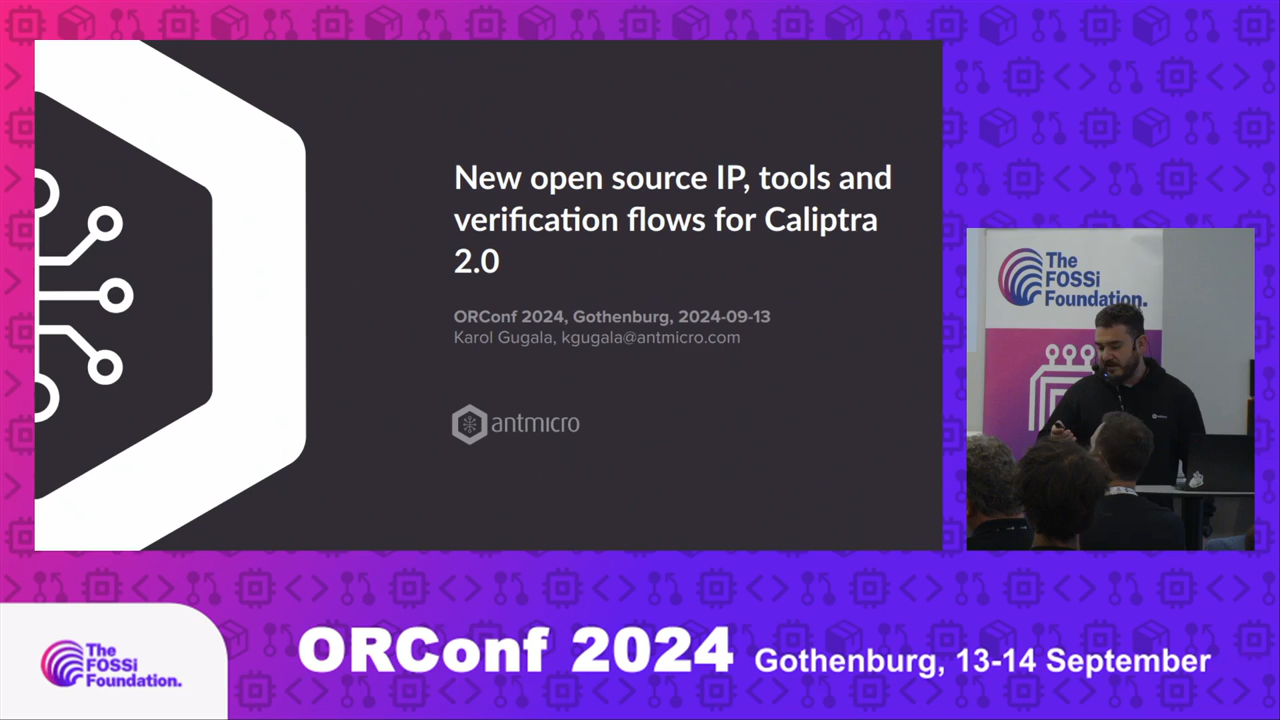 New open source IP, tools and
verification flows for Caliptra
2.0
ORConf 2024, Gothenburg, 2024-09-13
Karol Gugala, kgugala@antmicro.com
antmicro
The
FOSSi
Foundation.
The
FOSSi
Foundation.
ORConf 2024 Gothenburg, 13-14 September